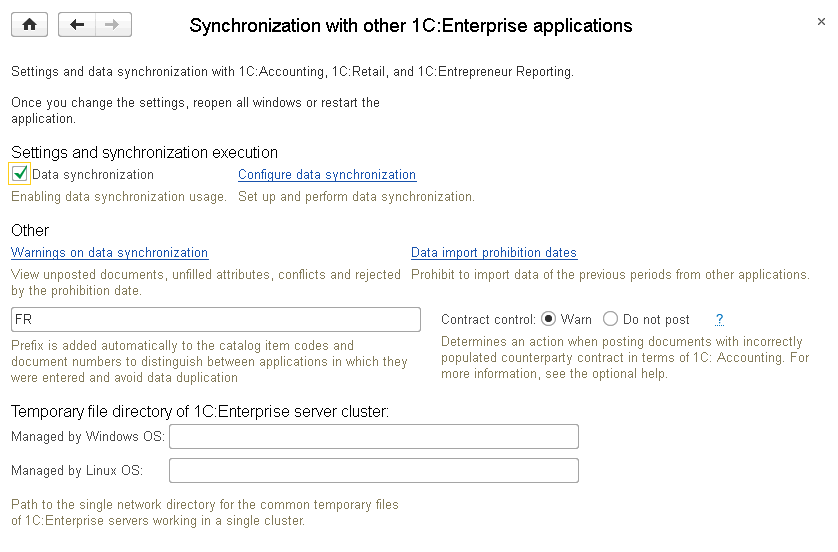 Synchronization with other 1C:Enterprise applications
Settings and data synchronization with 1C:Accounting, 1C:Retail, and 1C:Entrepreneur Reporting.
Once you change the settings, reopen all windows or restart the
application.
Settings and synchronization execution
Data synchronization
Configure data synchronization
Enabling data synchronization usage.
Set up and perform data synchronization.
Other
Warnings on data synchronization
Data import prohibition dates
View unposted documents, unfilled attributes, conflicts and rejected
by the prohibition date.
Prohibit to import data of the previous periods from other applications.
FR
Contract control: Warn Do not post ?
Prefix is added automatically to the catalog item codes and
document numbers to distinguish between applications in which they
were entered and avoid data duplication
Determines an action when posting documents with incorrectly
populated counterparty contract in terms of 1C: Accounting. For
more information, see the optional help.
Temporary file directory of 1C:Enterprise server cluster:
Managed by Windows OS:
Managed by Linux OS:
Path to the single network directory for the common temporary files
of 1C:Enterprise servers working in a single cluster.